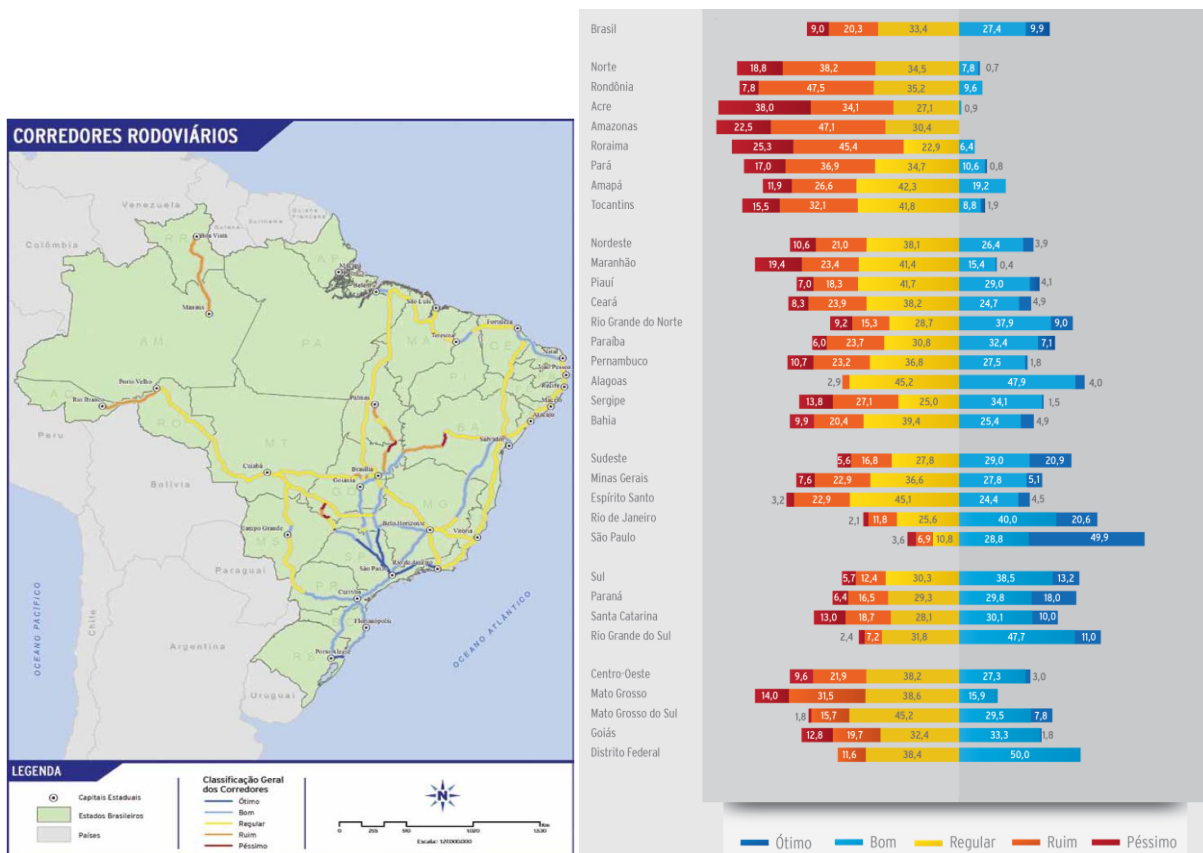 CORREDORES RODOVIÁRIOS
Venezuela
Suriname
Guiana Francesa
Guiana
Colômbia
RR
Boa Vista
AP
Macapá
Belém
Manaus
São Luís
Fortaleza
AM
PA
MA
CE
Teresina
Natal
João Pessoa
PI
Recife
Porto Velho
Maceió
AC
Rio Branco
Palmas
Aracaju
Peru
RO
MT
BA
Salvador
Cuiabá
Brasília
Bolívia
Goiânia
GO
MG
Campo Grande
Belo Horizonte
Vitória
MS
SP
Rio de Janeiro
São Paulo
Paraguai
PR
Curitiba
Florianópolis
OCEANO PACÍFICO
Chile
Argentina
RS
Porto Alegre
OCEANO ATLÂNTICO
Uruguai
LEGENDA
Capitais Estaduais
Estados Brasileiros
Países
Classificação Geral
dos Corredores
Ótimo
Bom
Regular
Ruim
Péssimo
N
0 255 510 1.020 1.530
Km
Escala: 1:20.000.000
Brasil 9,0 20,3 33,4 27,4 9,9
Norte 18,8 38,2 34,5 7,8 0,7
Rondônia 7,8 47,5 35,2 9,6
Acre 38,0 34,1 27,1 0,9
Amazonas 22,5 47,1 30,4
Roraima 25,3 45,4 22,9 6,4
Pará 17,0 36,9 34,7 10,6 0,8
Amapá 11,9 26,6 42,3 19,2
Tocantins 15,5 32,1 41,8 8,8 1,9
Nordeste 10,6 21,0 38,1 26,4 3,9
Maranhão 19,4 23,4 41,4 15,4 0,4
Piauí 7,0 18,3 41,7 29,0 4,1
Ceará 8,3 23,9 38,2 24,7 4,9
Rio Grande do Norte 9,2 15,3 28,7 37,9 9,0
Paraíba 6,0 23,7 30,8 32,4 7,1
Pernambuco 10,7 23,2 36,8 27,5 1,8
Alagoas 2,9 45,2 47,9 4,0
Sergipe 13,8 27,1 25,0 34,1 1,5
Bahia 9,9 20,4 39,4 25,4 4,9
Sudeste 5,6 16,8 27,8 29,0 20,9
Minas Gerais 7,6 22,9 36,6 27,8 5,1
Espírito Santo 3,2 22,9 45,1 24,4 4,5
Rio de Janeiro 2,1 11,8 25,6 40,0 20,6
São Paulo 3,6 6,9 10,8 28,8 49,9
Sul 5,7 12,4 30,3 38,5 13,2
Paraná 6,4 16,5 29,3 29,8 18,0
Santa Catarina 13,0 18,7 28,1 30,1 10,0
Rio Grande do Sul 2,4 7,2 31,8 47,7 11,0
Centro-Oeste 9,6 21,9 38,2 27,3 3,0
Mato Grosso 14,0 31,5 38,6 15,9
Mato Grosso do Sul 1,8 15,7 45,2 29,5 7,8
Goiás 12,8 19,7 32,4 33,3 1,8
Distrito Federal 11,6 38,4 50,0
Ótimo Bom Regular Ruim Péssimo